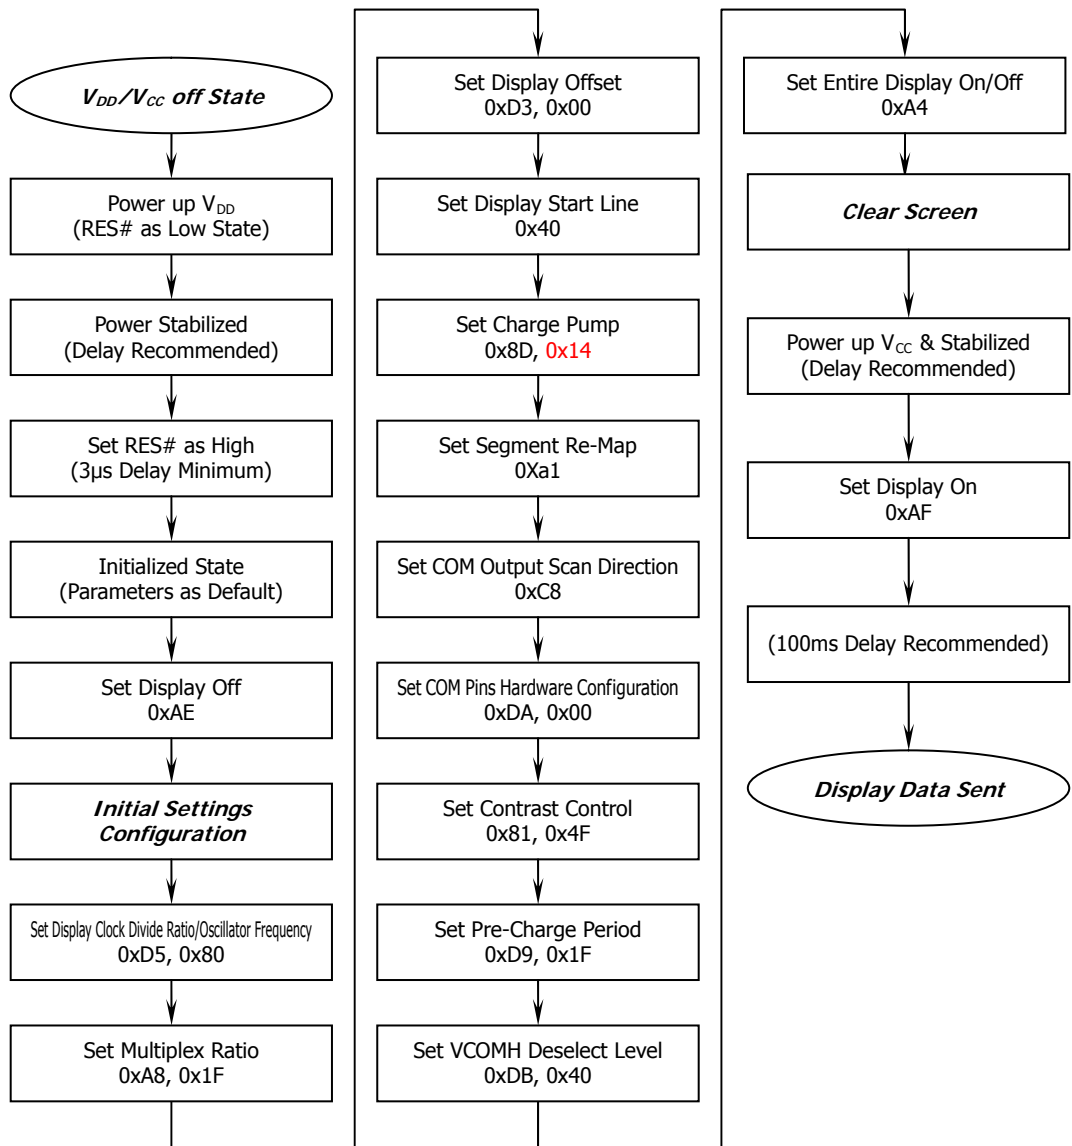 V_DD/V_CC off State
Power up V_DD
(RES# as Low State)
Power Stabilized
(Delay Recommended)
Set RES# as High
(3µs Delay Minimum)
Initialized State
(Parameters as Default)
Set Display Off
0xAE
Initial Settings
Configuration
Set Display Clock Divide Ratio/Oscillator Frequency
0xD5, 0x80
Set Multiplex Ratio
0xA8, 0x1F
Set Display Offset
0xD3, 0x00
Set Display Start Line
0x40
Set Charge Pump
0x8D, 0x14
Set Segment Re-Map
0Xa1
Set COM Output Scan Direction
0xC8
Set COM Pins Hardware Configuration
0xDA, 0x00
Set Contrast Control
0x81, 0x4F
Set Pre-Charge Period
0xD9, 0x1F
Set VCOMH Deselect Level
0xDB, 0x40
Set Entire Display On/Off
0xA4
Clear Screen
Power up V_CC & Stabilized
(Delay Recommended)
Set Display On
0xAF
(100ms Delay Recommended)
Display Data Sent